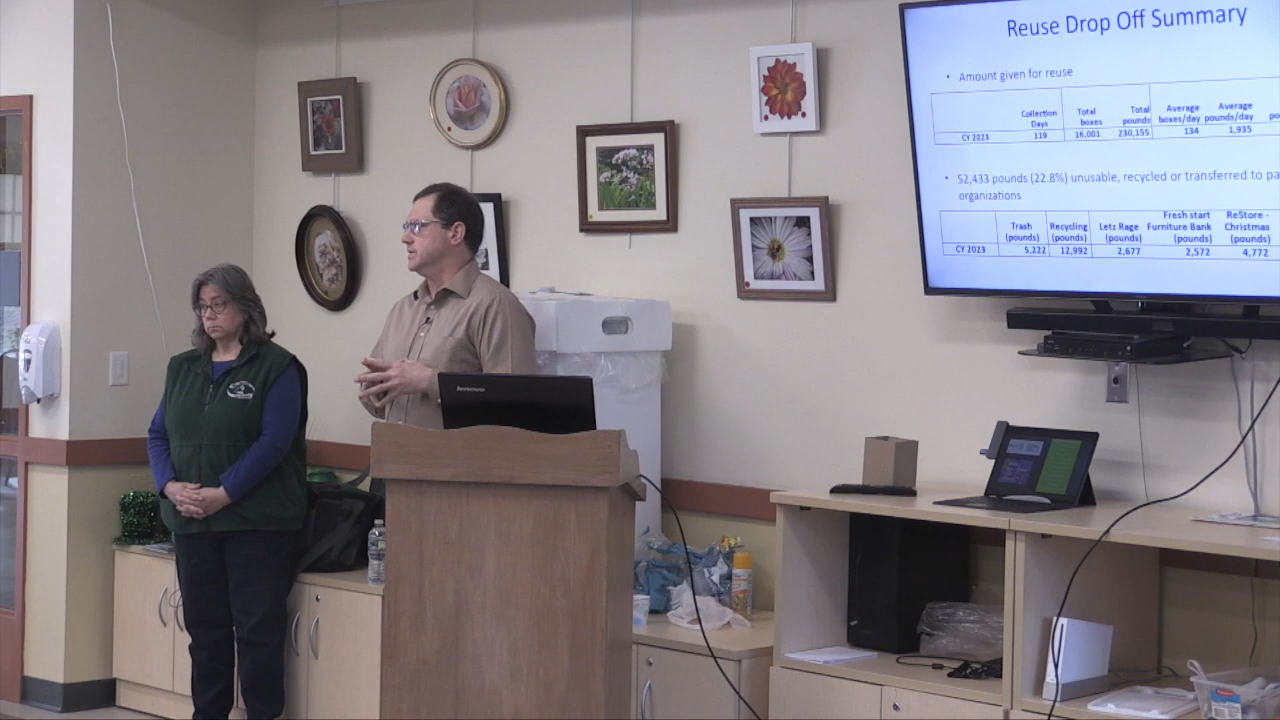 Reuse Drop Off Summary
• Amount given for reuse
Collection Days Total boxes Total pounds Average boxes/day Average pounds/day
CY 2023 119 16,001 230,155 134 1,935
• 52,433 pounds (22.8%) unusable, recycled or transferred to pa
organizations
Trash (pounds) Recycling (pounds) Letz Rage (pounds) Fresh start Furniture Bank (pounds) ReStore - Christmas (pounds)
CY 2023 5,222 12,992 2,677 2,572 4,772
lenovo